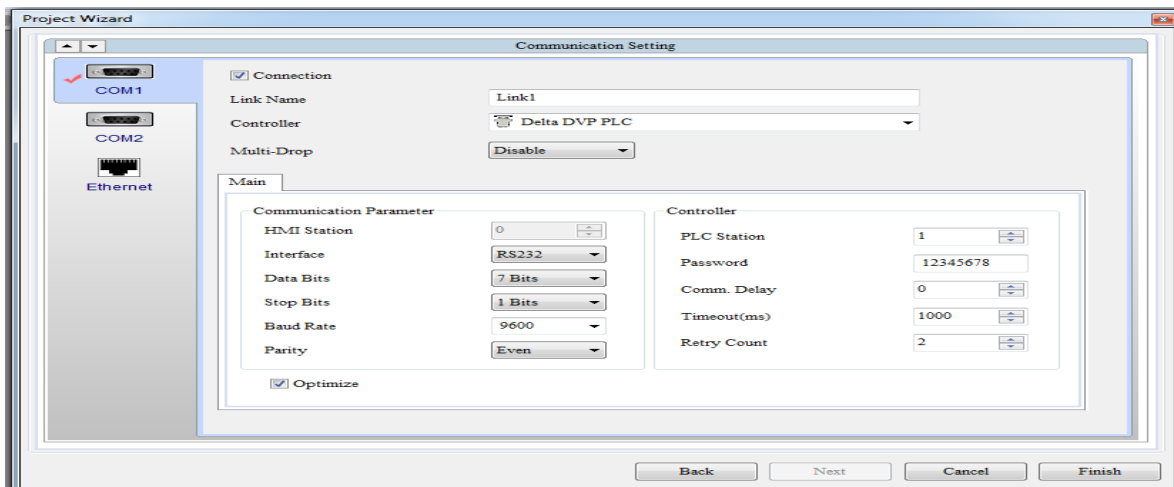 Project Wizard
Communication Setting
COM1
COM2
Ethernet
Connection
Link Name Link1
Controller Delta DVP PLC
Multi-Drop Disable
Main
Communication Parameter
HMI Station 0
Interface RS232
Data Bits 7 Bits
Stop Bits 1 Bits
Baud Rate 9600
Parity Even
Optimize
Controller
PLC Station 1
Password 12345678
Comm. Delay 0
Timeout(ms) 1000
Retry Count 2
Back Next Cancel Finish